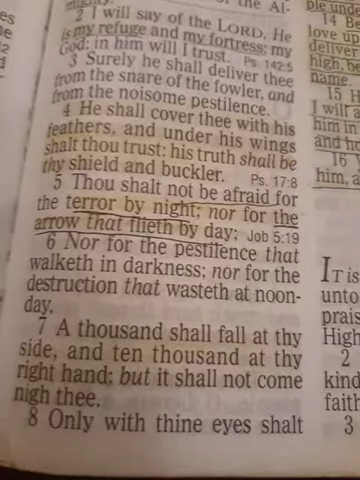 mighty.
2 I will say of the LORD, He
is my refuge and my fortress: my
God; in him will I trust. Ps. 142:5
3 Surely he shall deliver thee
from the snare of the fowler, and
from the noisome pestilence.
4 He shall cover thee with his
feathers, and under his wings
shalt thou trust: his truth shall be
thy shield and buckler. Ps. 17:8
5 Thou shalt not be afraid for
the terror by night; nor for the
arrow that flieth by day; Job 5:19
6 Nor for the pestilence that
walketh in darkness; nor for the
destruction that wasteth at noon-
day.
7 A thousand shall fall at thy
side, and ten thousand at thy
right hand; but it shall not come
nigh thee.
8 Only with thine eyes shalt
ple unde
14 B
love up
deliver
high, be
name.
15 H
I will a
him in
and ho
16 
him, a
IT is
unto
prais
High
2
kind
faith
3